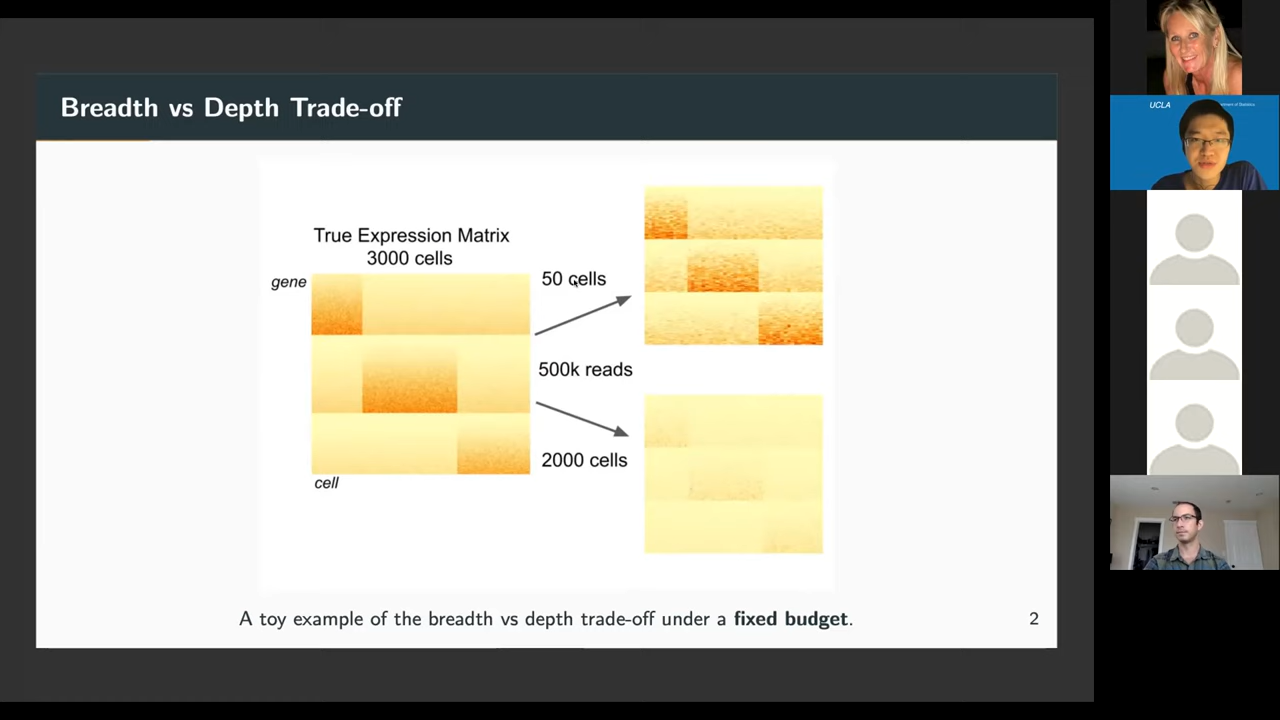 Breadth vs Depth Trade-off
True Expression Matrix
3000 cells
gene
cell
50 cells
500k reads
2000 cells
A toy example of the breadth vs depth trade-off under a fixed budget.
2
UCLA